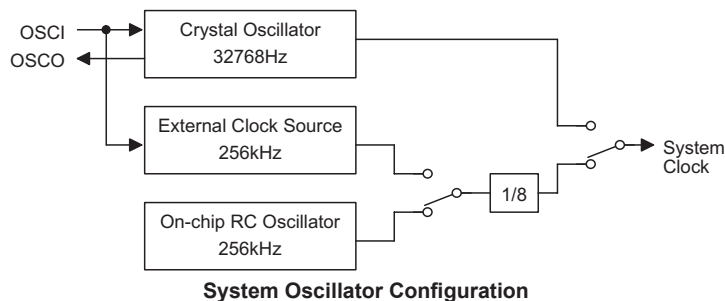 OSCI
OSCO
Crystal Oscillator
32768Hz
External Clock Source
256kHz
On-chip RC Oscillator
256kHz
1/8
System
Clock
System Oscillator Configuration